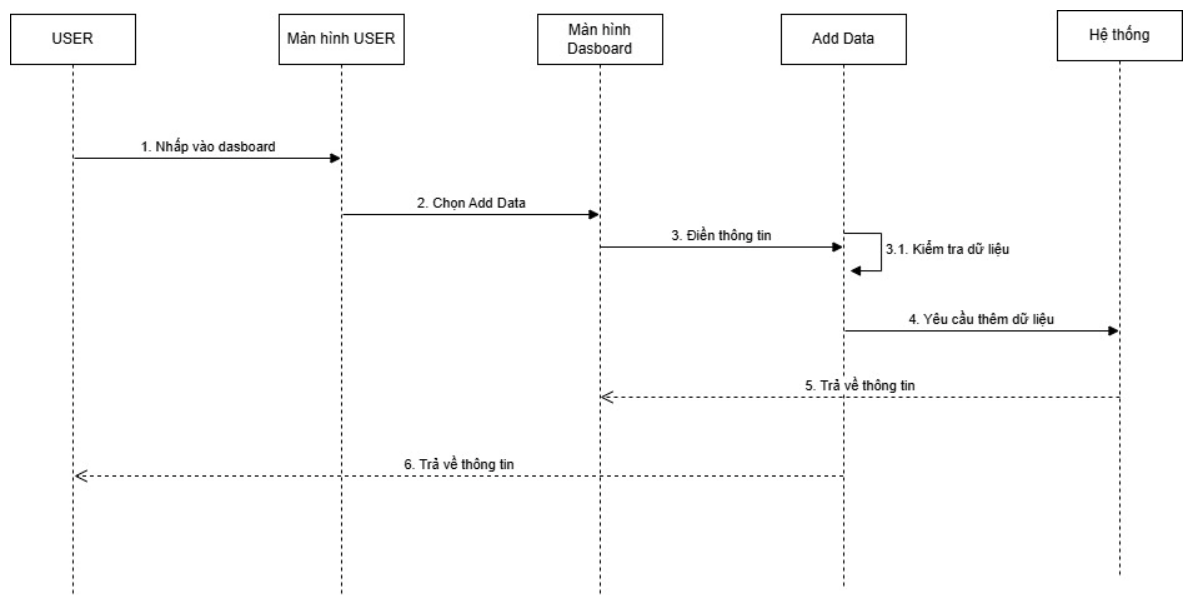 USER
Màn hình USER
Màn hình
Dasboard
Add Data
Hệ thống
1. Nhấp vào dasboard
2. Chọn Add Data
3. Điền thông tin
3.1. Kiểm tra dữ liệu
4. Yêu cầu thêm dữ liệu
5. Trả về thông tin
6. Trả về thông tin